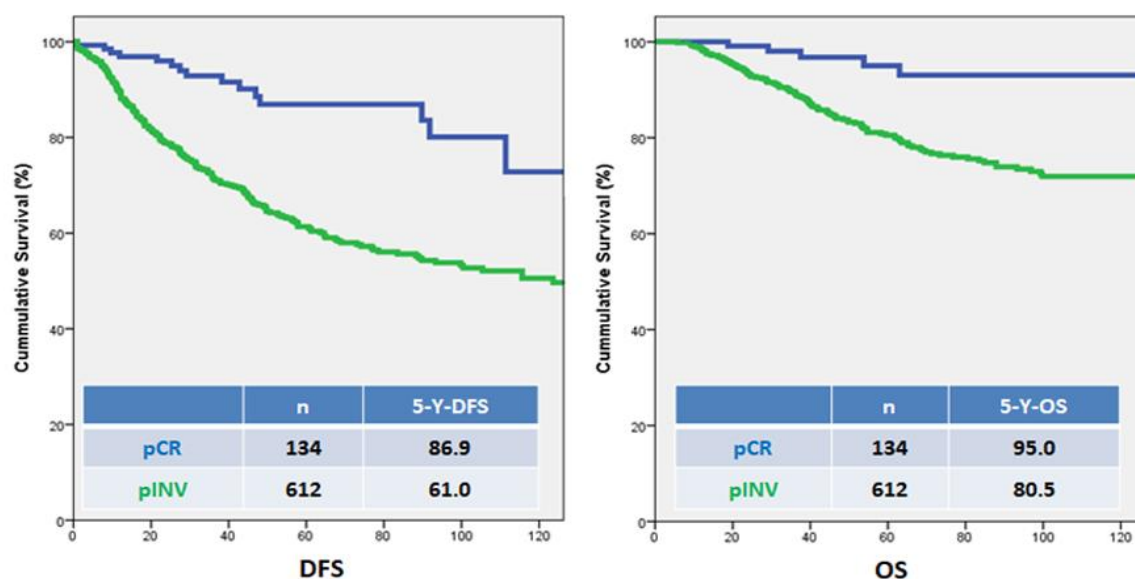 Cummulative Survival (%)
100
80
60
40
20
0
n 5-Y-DFS
pCR 134 86.9
pINV 612 61.0
0 20 40 60 80 100 120
DFS
Cummulative Survival (%)
100
80
60
40
20
0
n 5-Y-OS
pCR 134 95.0
pINV 612 80.5
0 20 40 60 80 100 120
OS